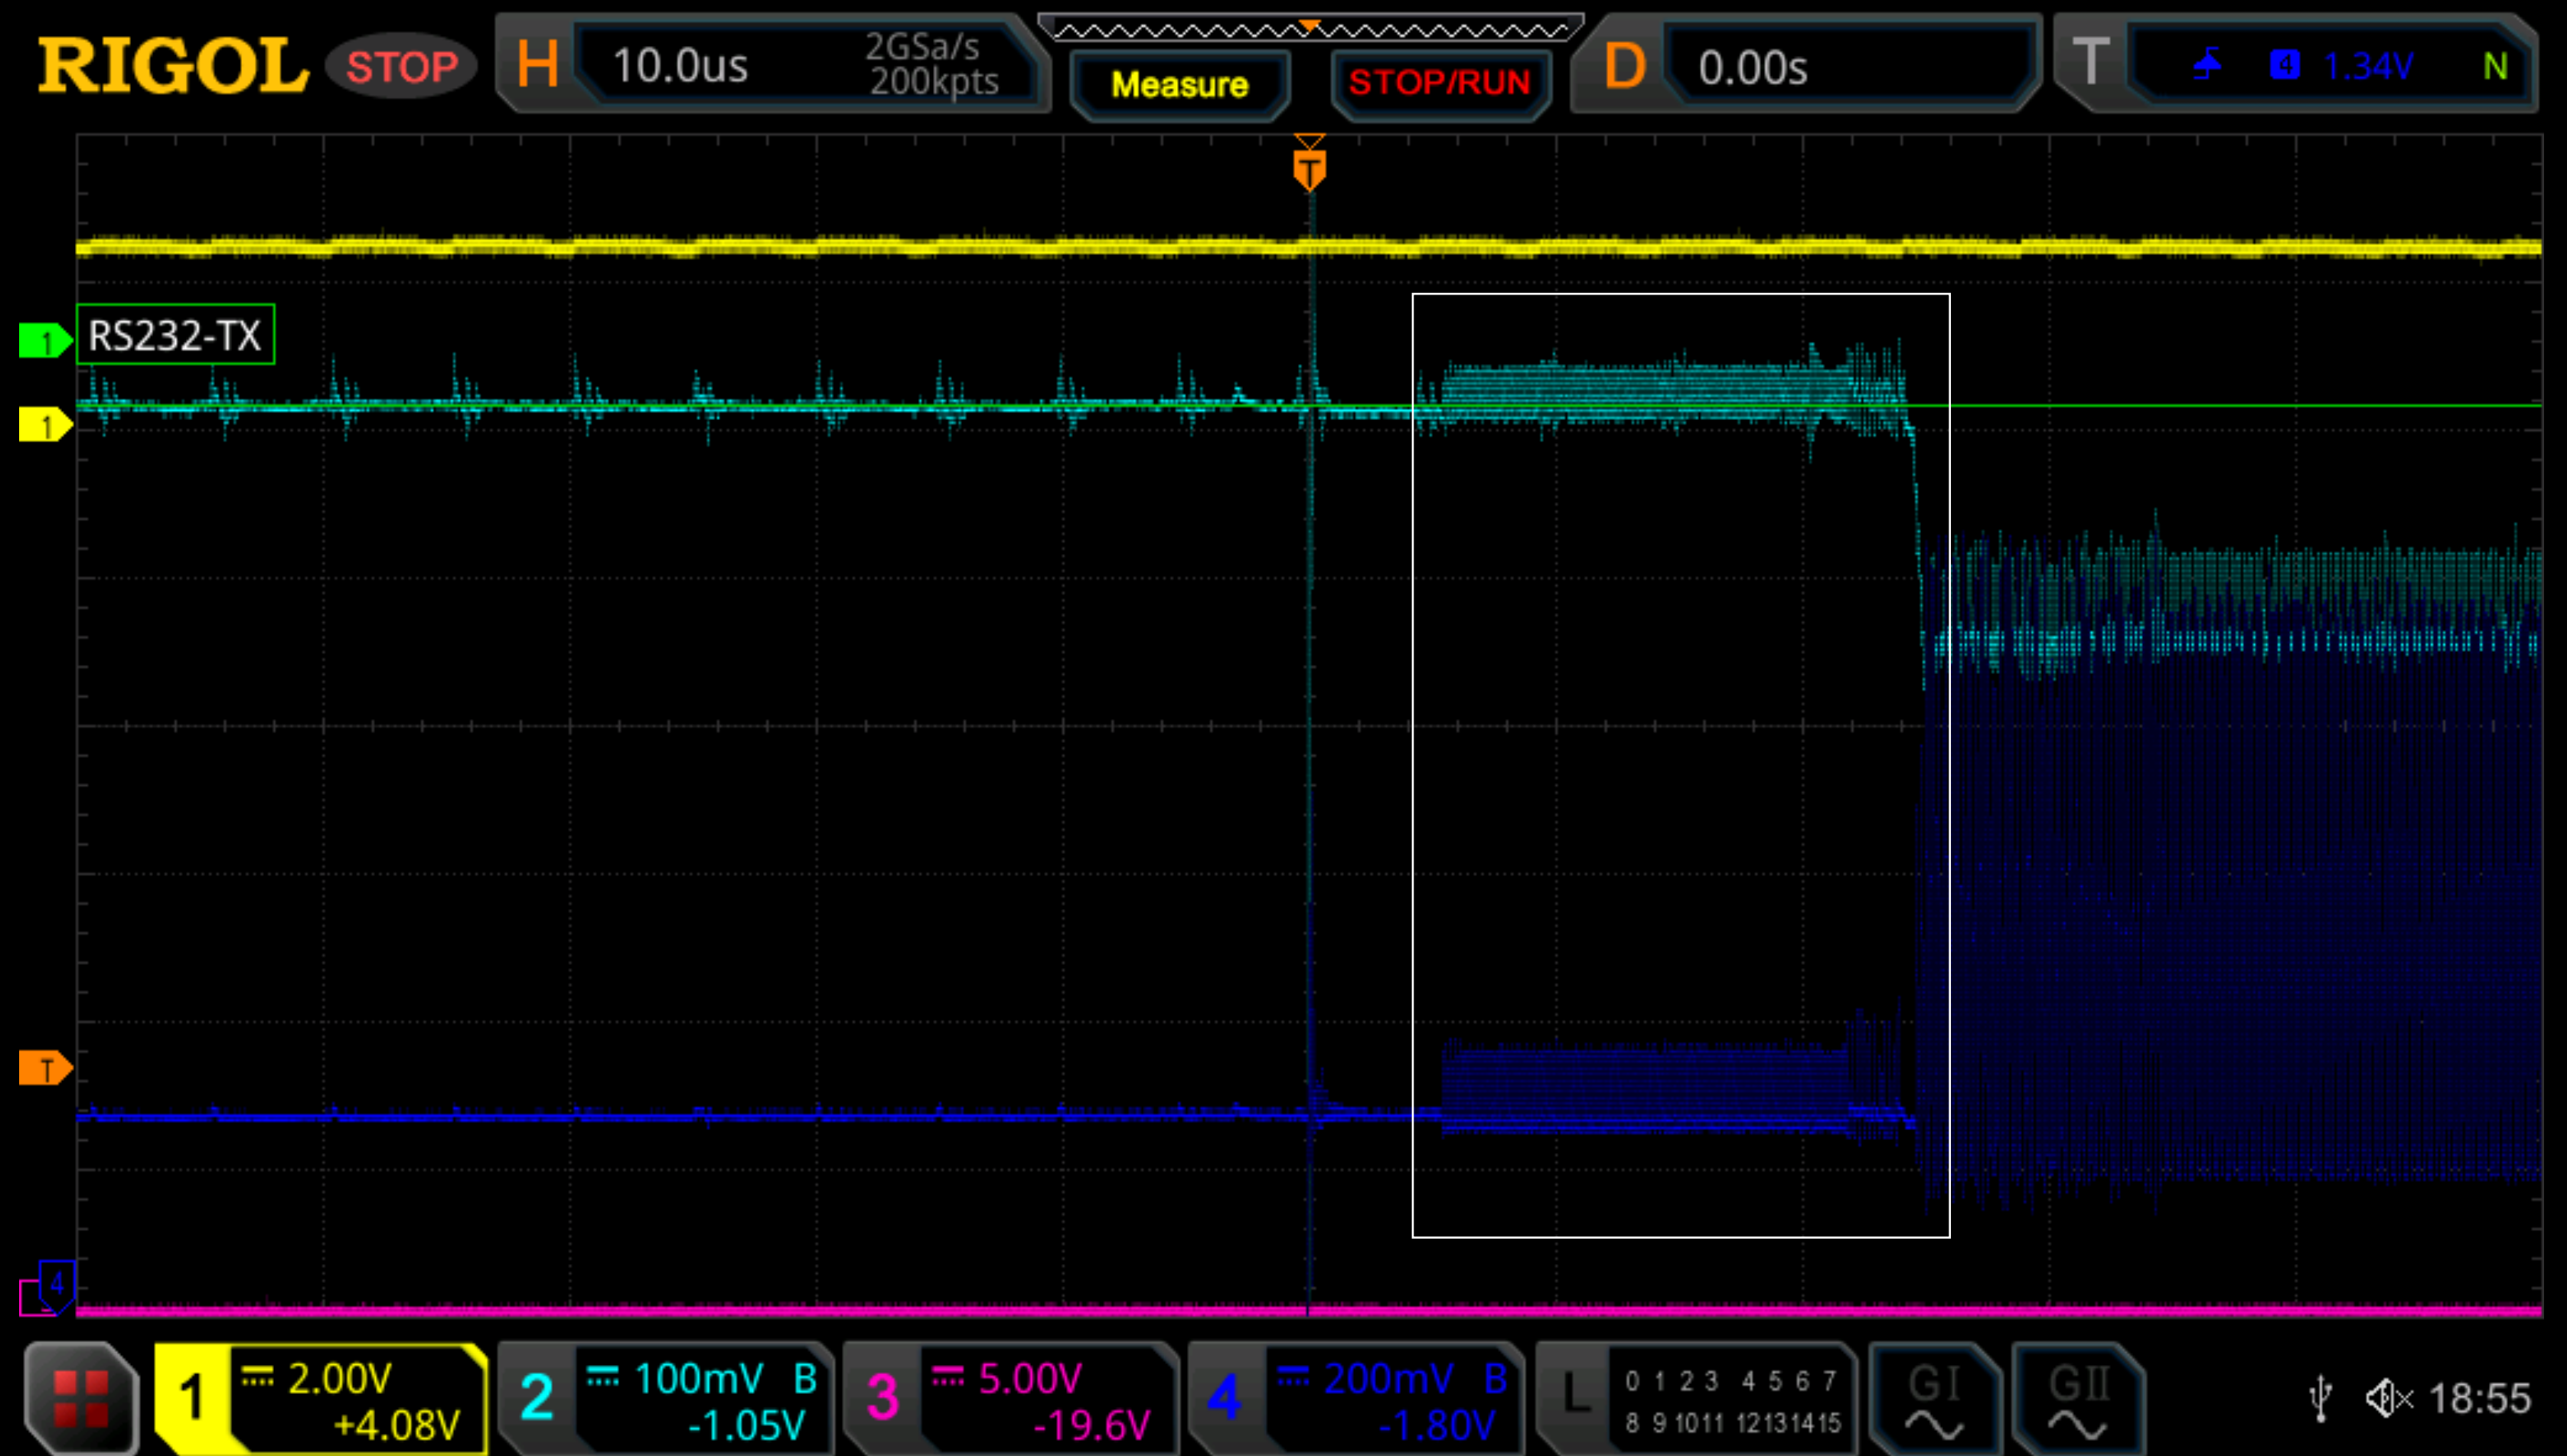 RIGOL STOP H 10.0us 2GSa/s
200kpts
Measure STOP/RUN D 0.00s T 4 1.34V N
T
1 RS232-TX
1
T
4
1 2.00V
+4.08V
2 100mV B
-1.05V
3 5.00V
-19.6V
4 200mV B
-1.80V
L 0 1 2 3 4 5 6 7
8 9 10 11 12 13 14 15
GI
GII
18:55